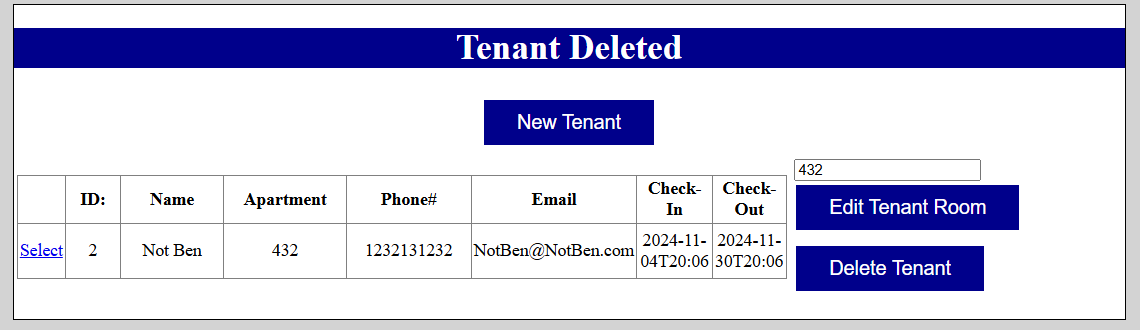 Tenant Deleted
New Tenant
432
ID: Name Apartment Phone# Email Check-In Check-Out
Select 2 Not Ben 432 1232131232 NotBen@NotBen.com 2024-11-04T20:06 2024-11-30T20:06
Edit Tenant Room
Delete Tenant